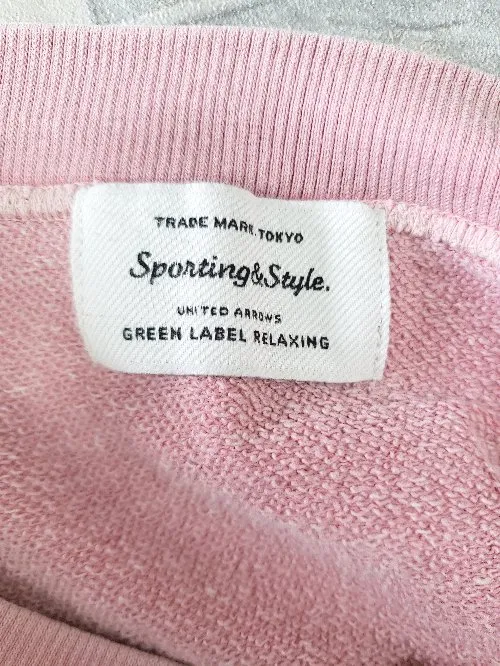 TRADE MARK.TOKYO
Sporting&Style.
UNITED ARROWS
GREEN LABEL RELAXING